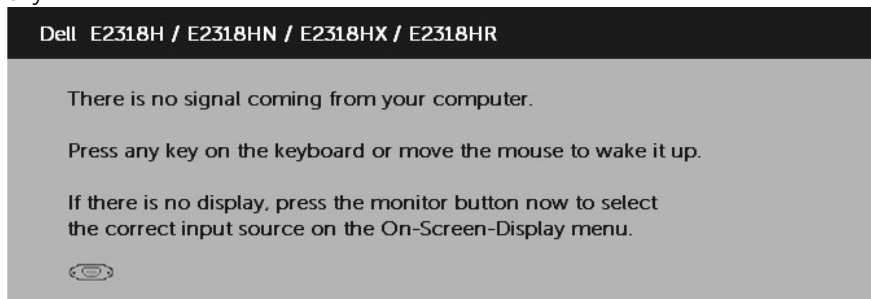 Dell E2318H / E2318HN / E2318HX / E2318HR
There is no signal coming from your computer.
Press any key on the keyboard or move the mouse to wake it up.
If there is no display, press the monitor button now to select
the correct input source on the On-Screen-Display menu.